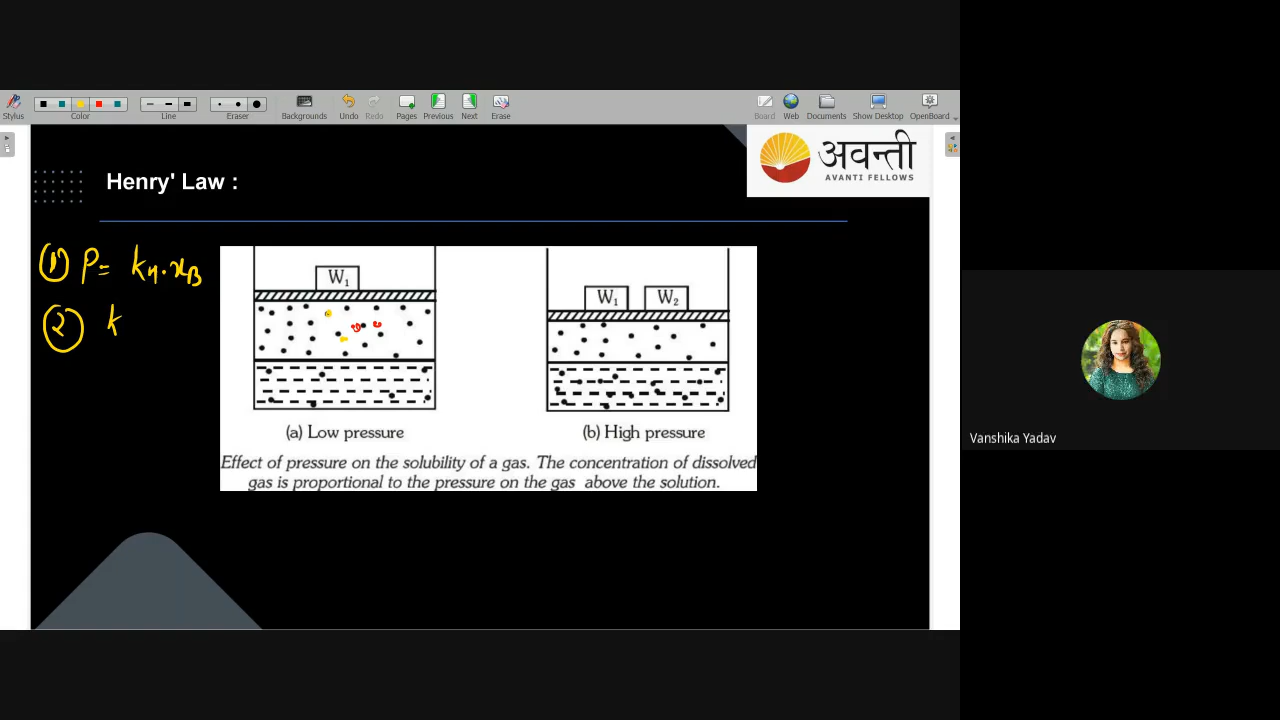 Stylus
Color
Line
Eraser
Backgrounds
Undo
Redo
Pages
Previous
Next
Erase
Board
Web
Documents
Show Desktop
OpenBoard
अवन्ती
AVANTI FELLOWS
Henry' Law :
① P = kH . xB
② k
W1
W1 W2
(a) Low pressure
(b) High pressure
Effect of pressure on the solubility of a gas. The concentration of dissolved
gas is proportional to the pressure on the gas above the solution.
Vanshika Yadav